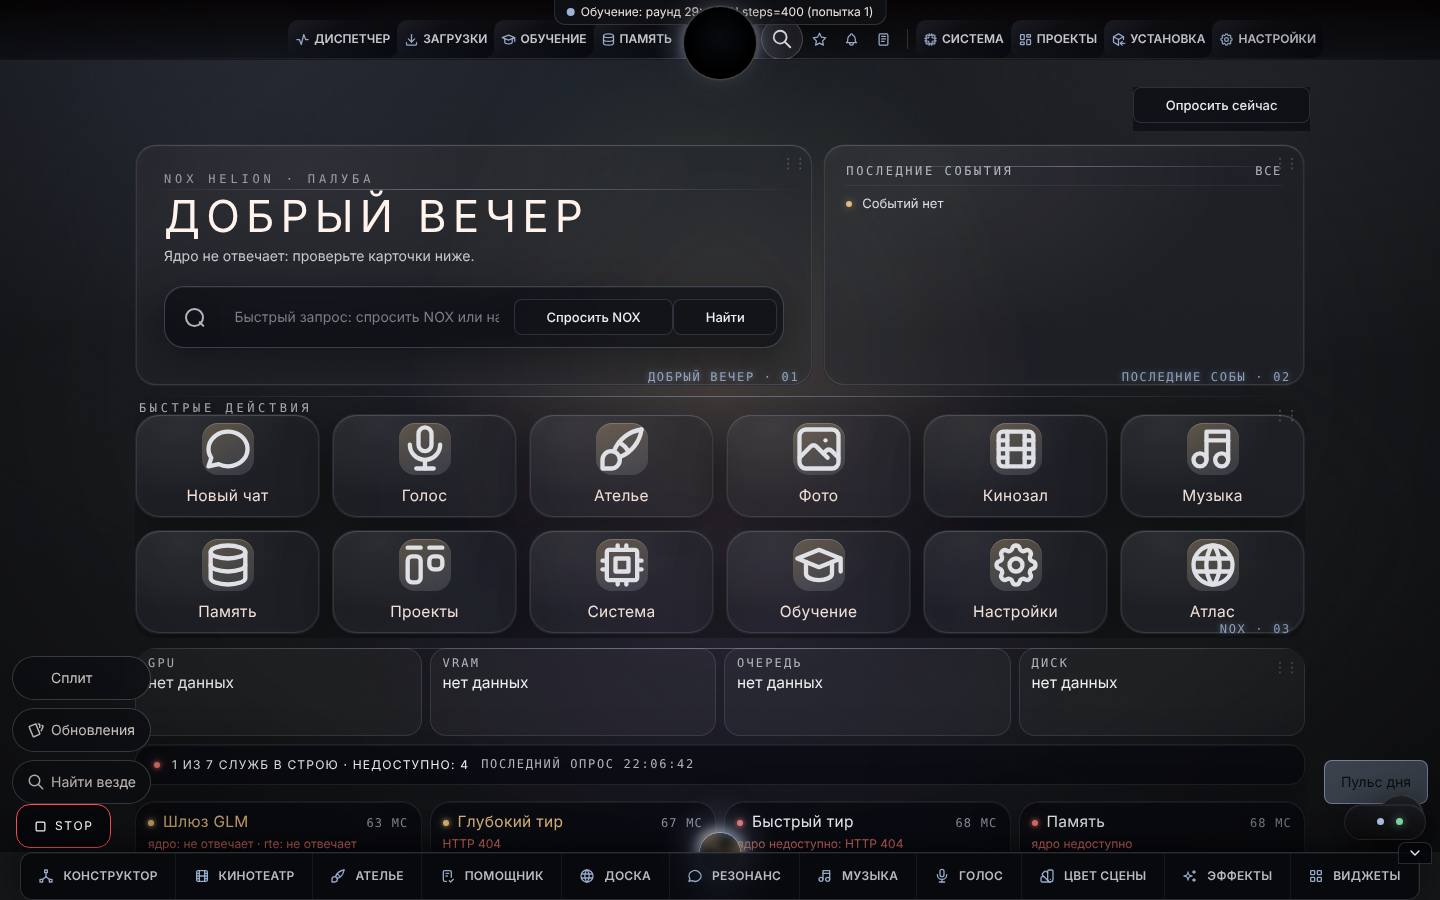 Обучение: раунд 29 steps=400 (попытка 1)
ДИСПЕТЧЕР ЗАГРУЗКИ ОБУЧЕНИЕ ПАМЯТЬ СИСТЕМА ПРОЕКТЫ УСТАНОВКА НАСТРОЙКИ
Опросить сейчас
NOX HELION · ПАЛУБА
ДОБРЫЙ ВЕЧЕР
Ядро не отвечает: проверьте карточки ниже.
Быстрый запрос: спросить NOX или на
Спросить NOX
Найти
ДОБРЫЙ ВЕЧЕР · 01
ПОСЛЕДНИЕ СОБЫТИЯ ВСЕ
Событий нет
ПОСЛЕДНИЕ СОБЫ · 02
БЫСТРЫЕ ДЕЙСТВИЯ
Новый чат Голос Ателье Фото Кинозал Музыка
Память Проекты Система Обучение Настройки Атлас
NOX · 03
GPU VRAM ОЧЕРЕДЬ ДИСК
нет данных нет данных нет данных нет данных
Сплит
Обновления
Найти везде
STOP
1 ИЗ 7 СЛУЖБ В СТРОЮ · НЕДОСТУПНО: 4 ПОСЛЕДНИЙ ОПРОС 22:06:42
Пульс дня
Шлюз GLM 63 МС Глубокий тир 67 МС Быстрый тир 68 МС Память 68 МС
ядро: не отвечает · rte: не отвечает HTTP 404 ядро недоступно: HTTP 404 ядро недоступно
КОНСТРУКТОР КИНОТЕАТР АТЕЛЬЕ ПОМОЩНИК ДОСКА РЕЗОНАНС МУЗЫКА ГОЛОС ЦВЕТ СЦЕНЫ ЭФФЕКТЫ ВИДЖЕТЫ